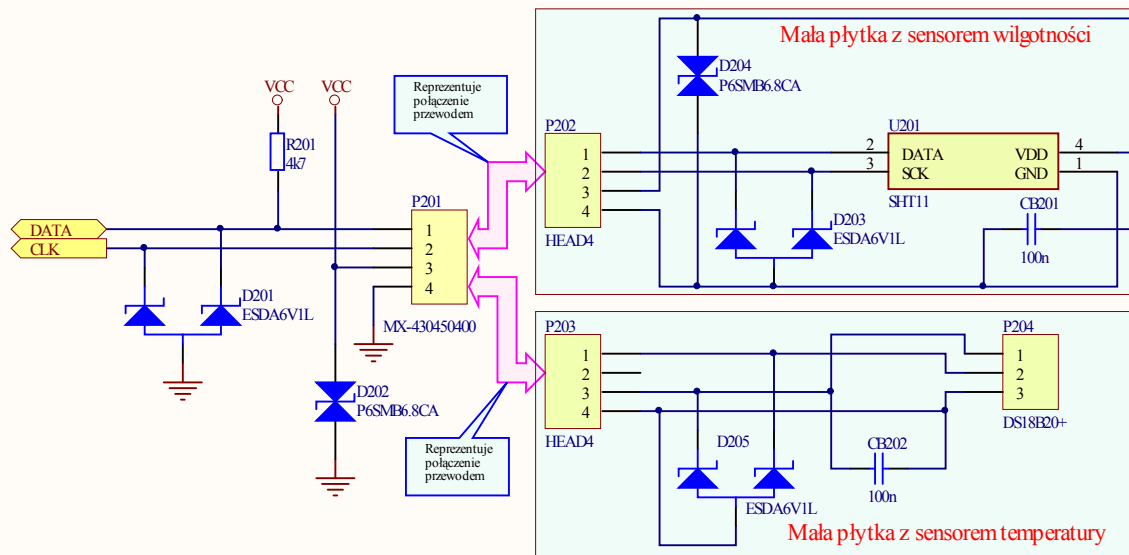 Mała płytka z sensorem wilgotności
D204
P6SMB6.8CA
VCC
VCC
Reprezentuje
połączenie
przewodem
R201
4k7
P202
1
2
3
4
HEAD4
U201
2
3
DATA
SCK
VDD
GND
4
1
SHT11
CB201
100n
D203
ESDA6V1L
P201
1
2
3
4
MX-430450400
DATA
CLK
D201
ESDA6V1L
D202
P6SMB6.8CA
Reprezentuje
połączenie
przewodem
P203
1
2
3
4
HEAD4
P204
1
2
3
DS18B20+
D205
ESDA6V1L
CB202
100n
Mała płytka z sensorem temperatury